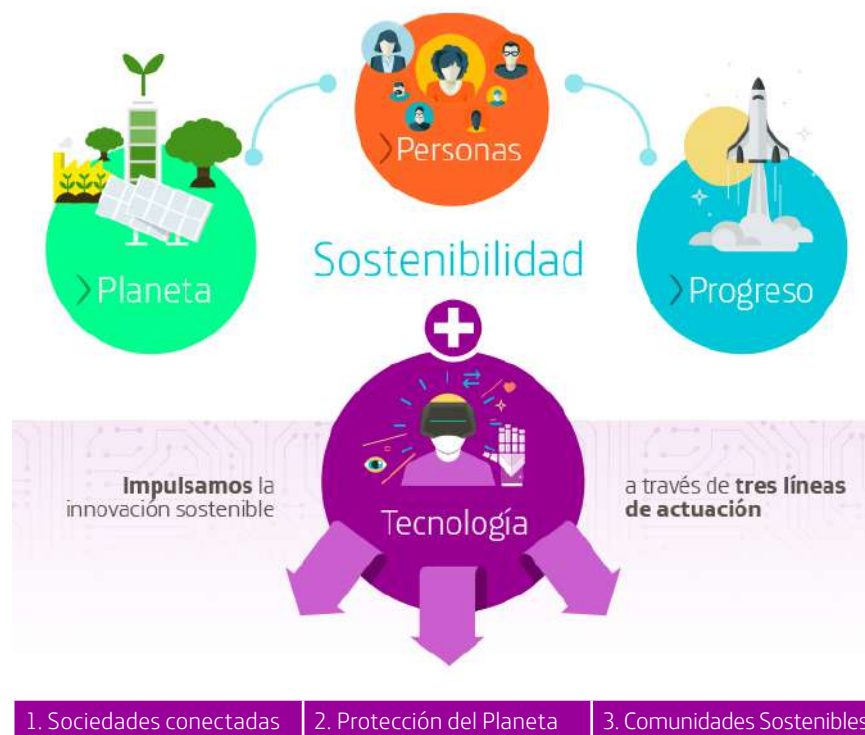 Personas
Planeta
Progreso
Sostenibilidad
Impulsamos la
innovación sostenible
Tecnología
a través de tres líneas
de actuación
1. Sociedades conectadas
2. Protección del Planeta
3. Comunidades Sostenibles